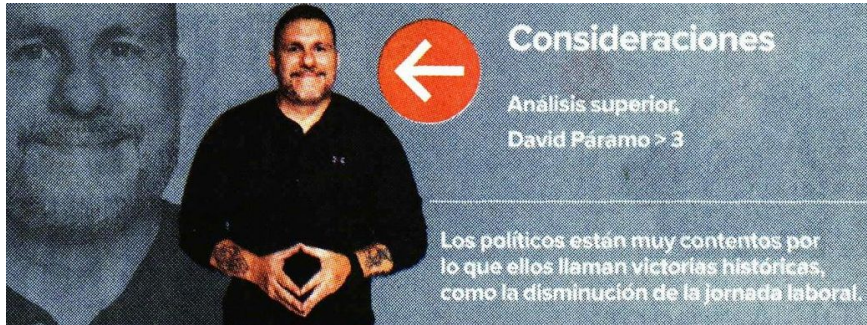 Consideraciones
Análisis superior,
David Páramo > 3
Los políticos están muy contentos por
lo que ellos llaman victorias históricas,
como la disminución de la jornada laboral.